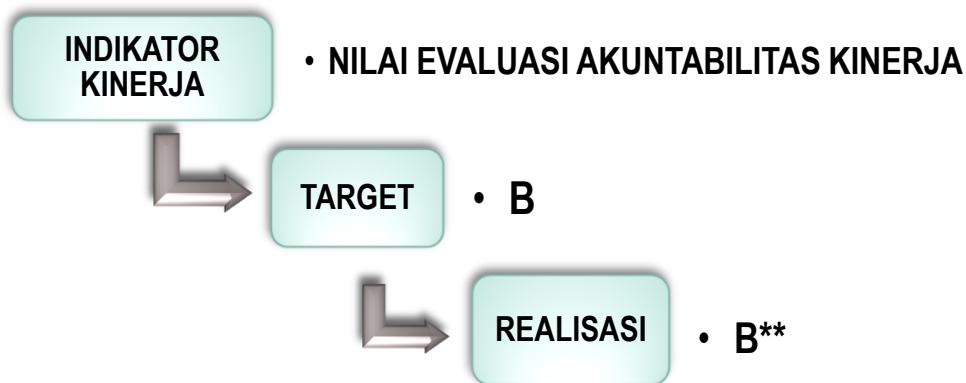 INDIKATOR
KINERJA
• NILAI EVALUASI AKUNTABILITAS KINERJA
TARGET
• B
REALISASI
• B**